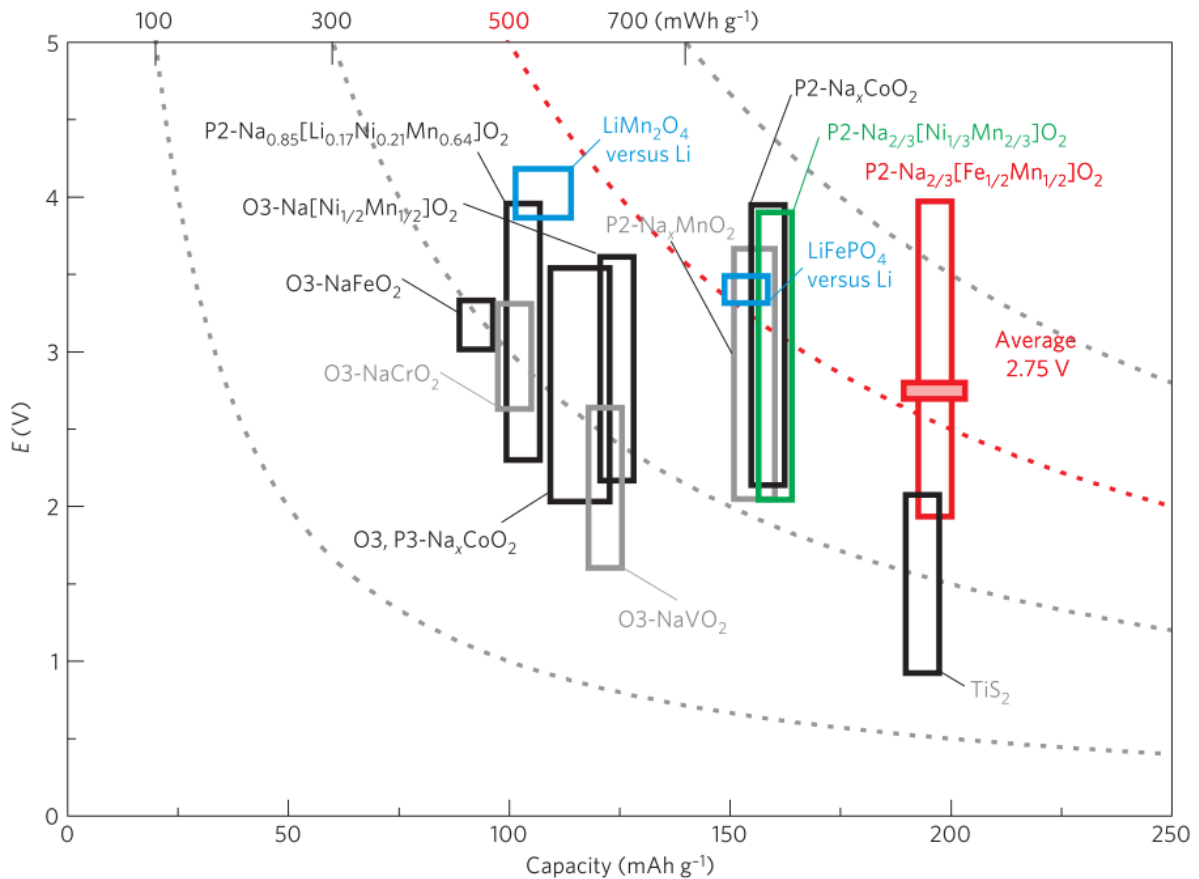 100 300 500 700 (mWh g⁻¹)
5
4
3
2
1
0
E (V)
P2-NaₓCoO₂
P2-Na₀.₈₅[Li₀.₁₇Ni₀.₂₁Mn₀.₆₄]O₂
LiMn₂O₄
versus Li
P2-Na₂/₃[Ni₁/₃Mn₂/₃]O₂
P2-Na₂/₃[Fe₁/₂Mn₁/₂]O₂
O3-Na[Ni₁/₂Mn₁/₂]O₂
P2-NaₓMnO₂
LiFePO₄
versus Li
O3-NaFeO₂
Average
2.75 V
O3-NaCrO₂
O3, P3-NaₓCoO₂
O3-NaVO₂
TiS₂
0 50 100 150 200 250
Capacity (mAh g⁻¹)